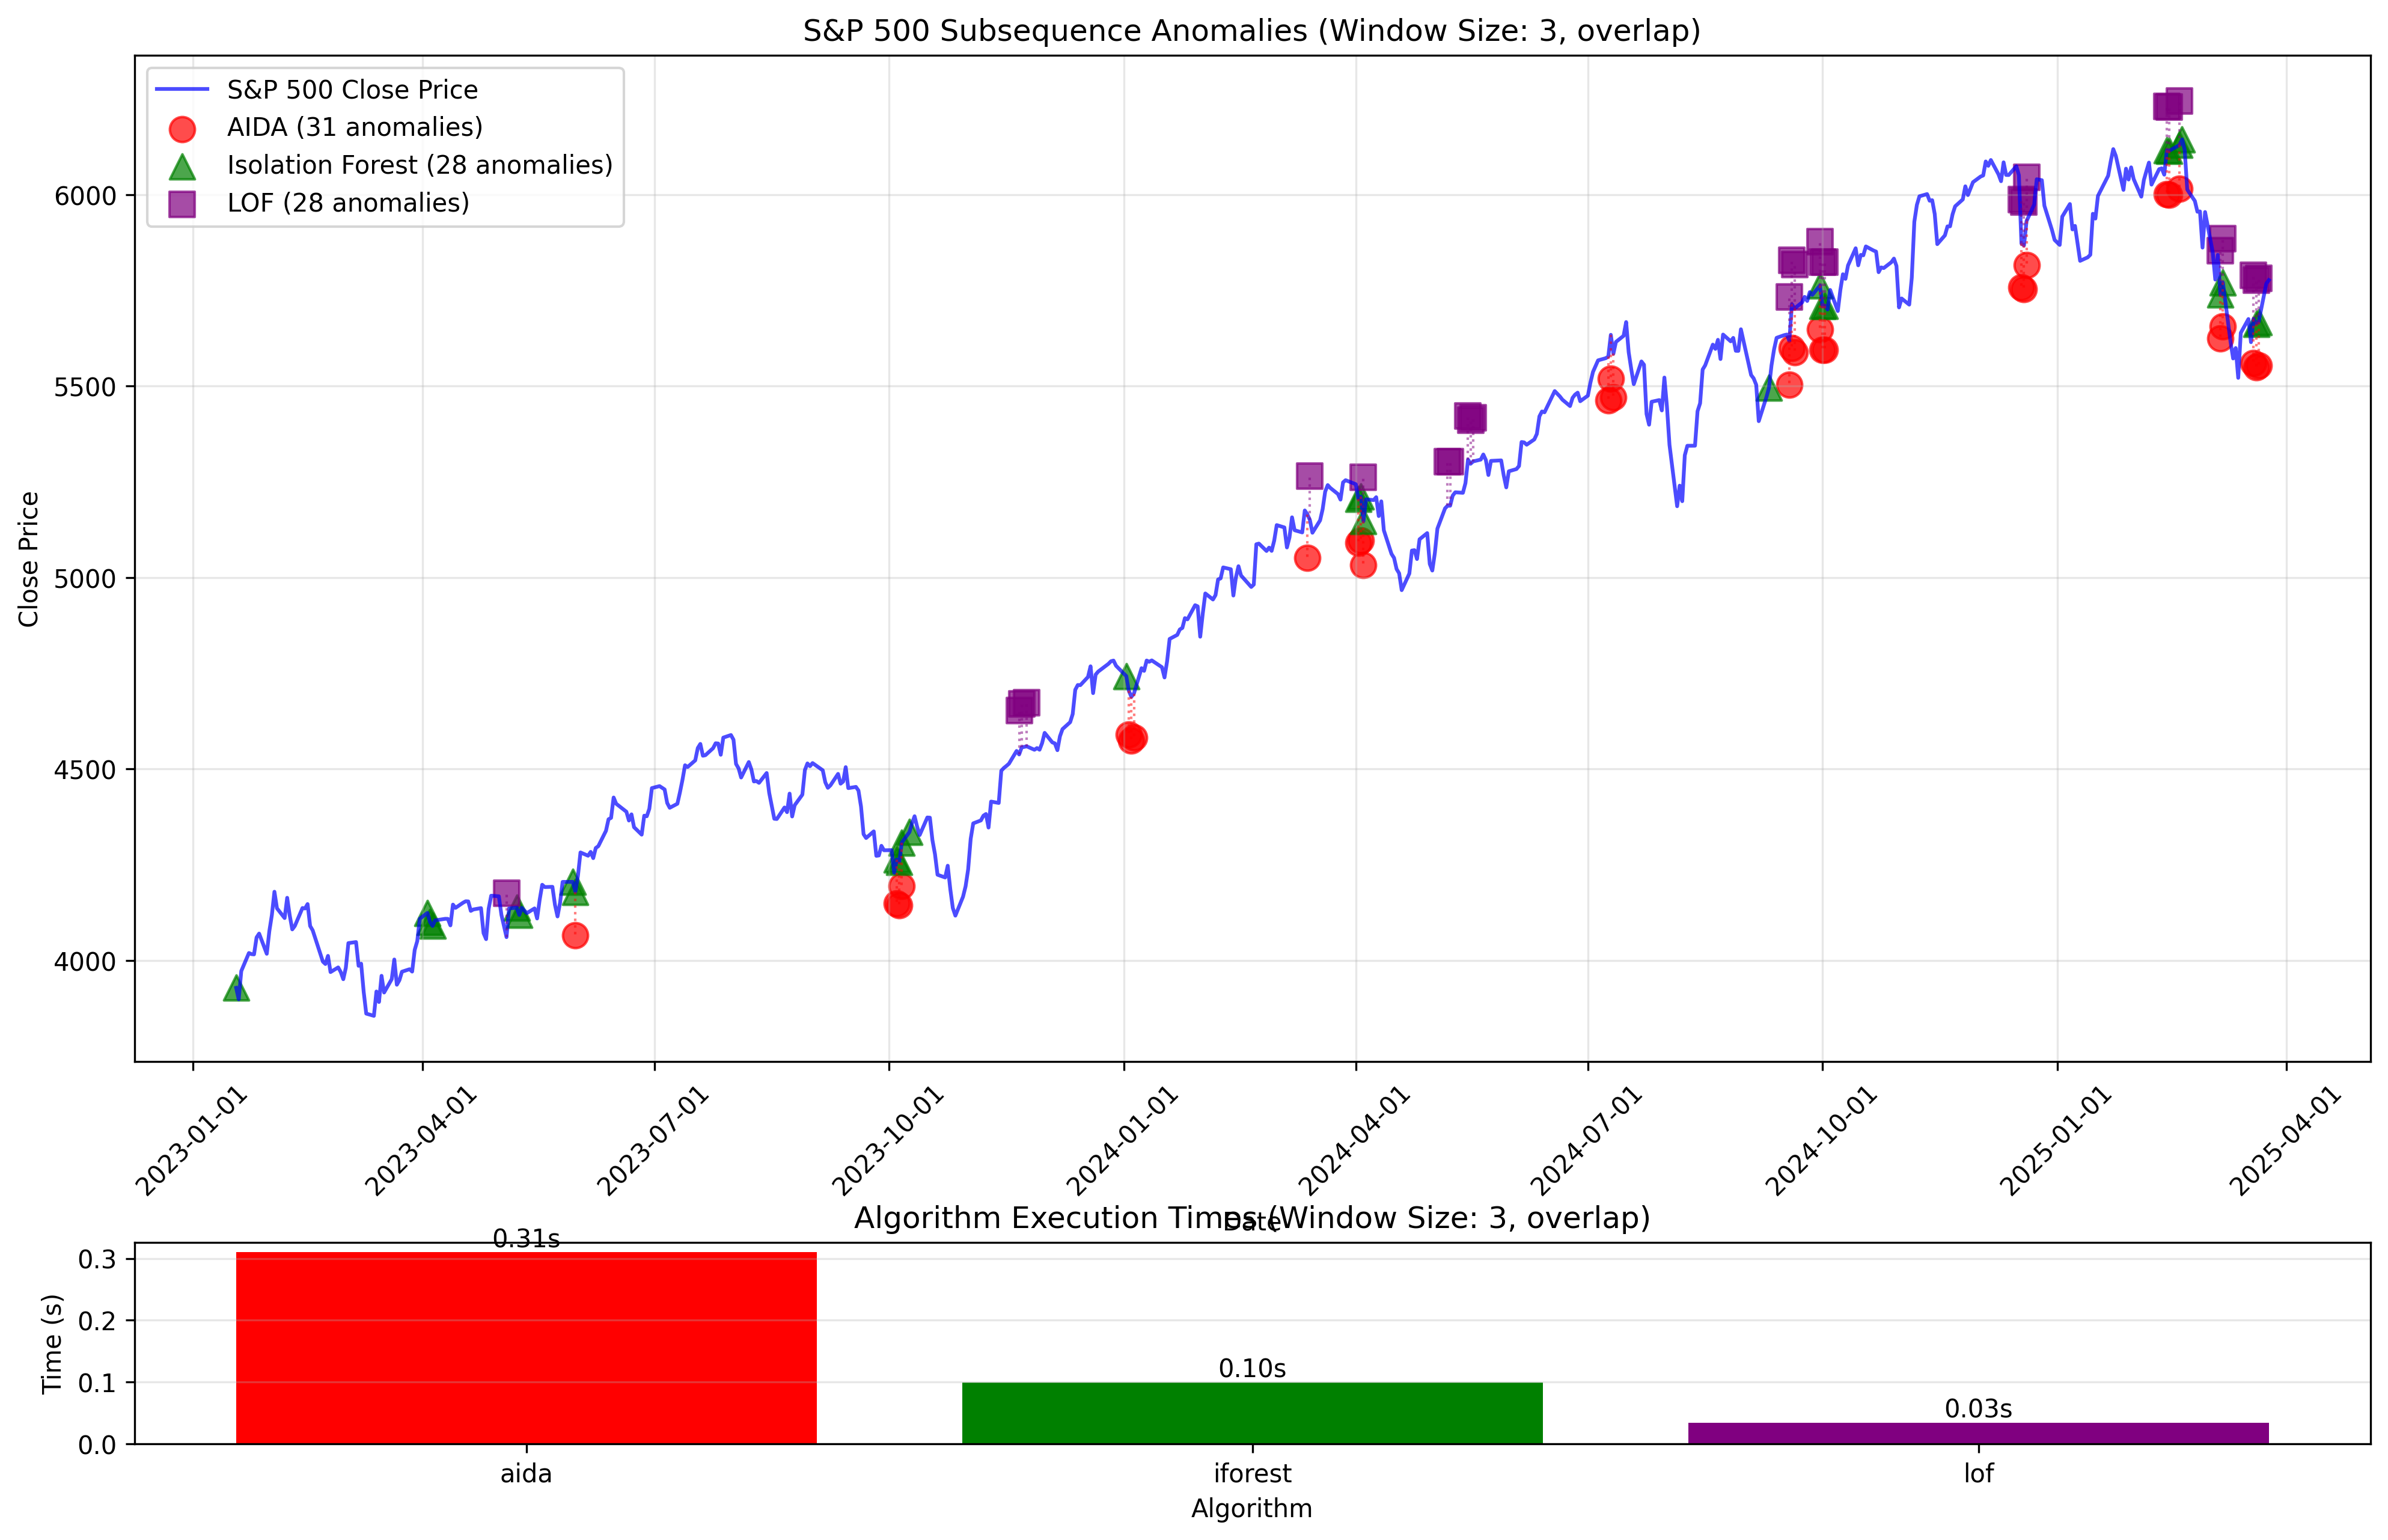 S&P 500 Subsequence Anomalies (Window Size: 3, overlap)
S&P 500 Close Price
AIDA (31 anomalies)
Isolation Forest (28 anomalies)
LOF (28 anomalies)
Close Price
6000
5500
5000
4500
4000
2023-01-01
2023-04-01
2023-07-01
2023-10-01
2024-01-01
2024-04-01
2024-07-01
2024-10-01
2025-01-01
2025-04-01
Date
Algorithm Execution Times (Window Size: 3, overlap)
Time (s)
0.3
0.2
0.1
0.0
0.31s
0.10s
0.03s
aida
iforest
lof
Algorithm